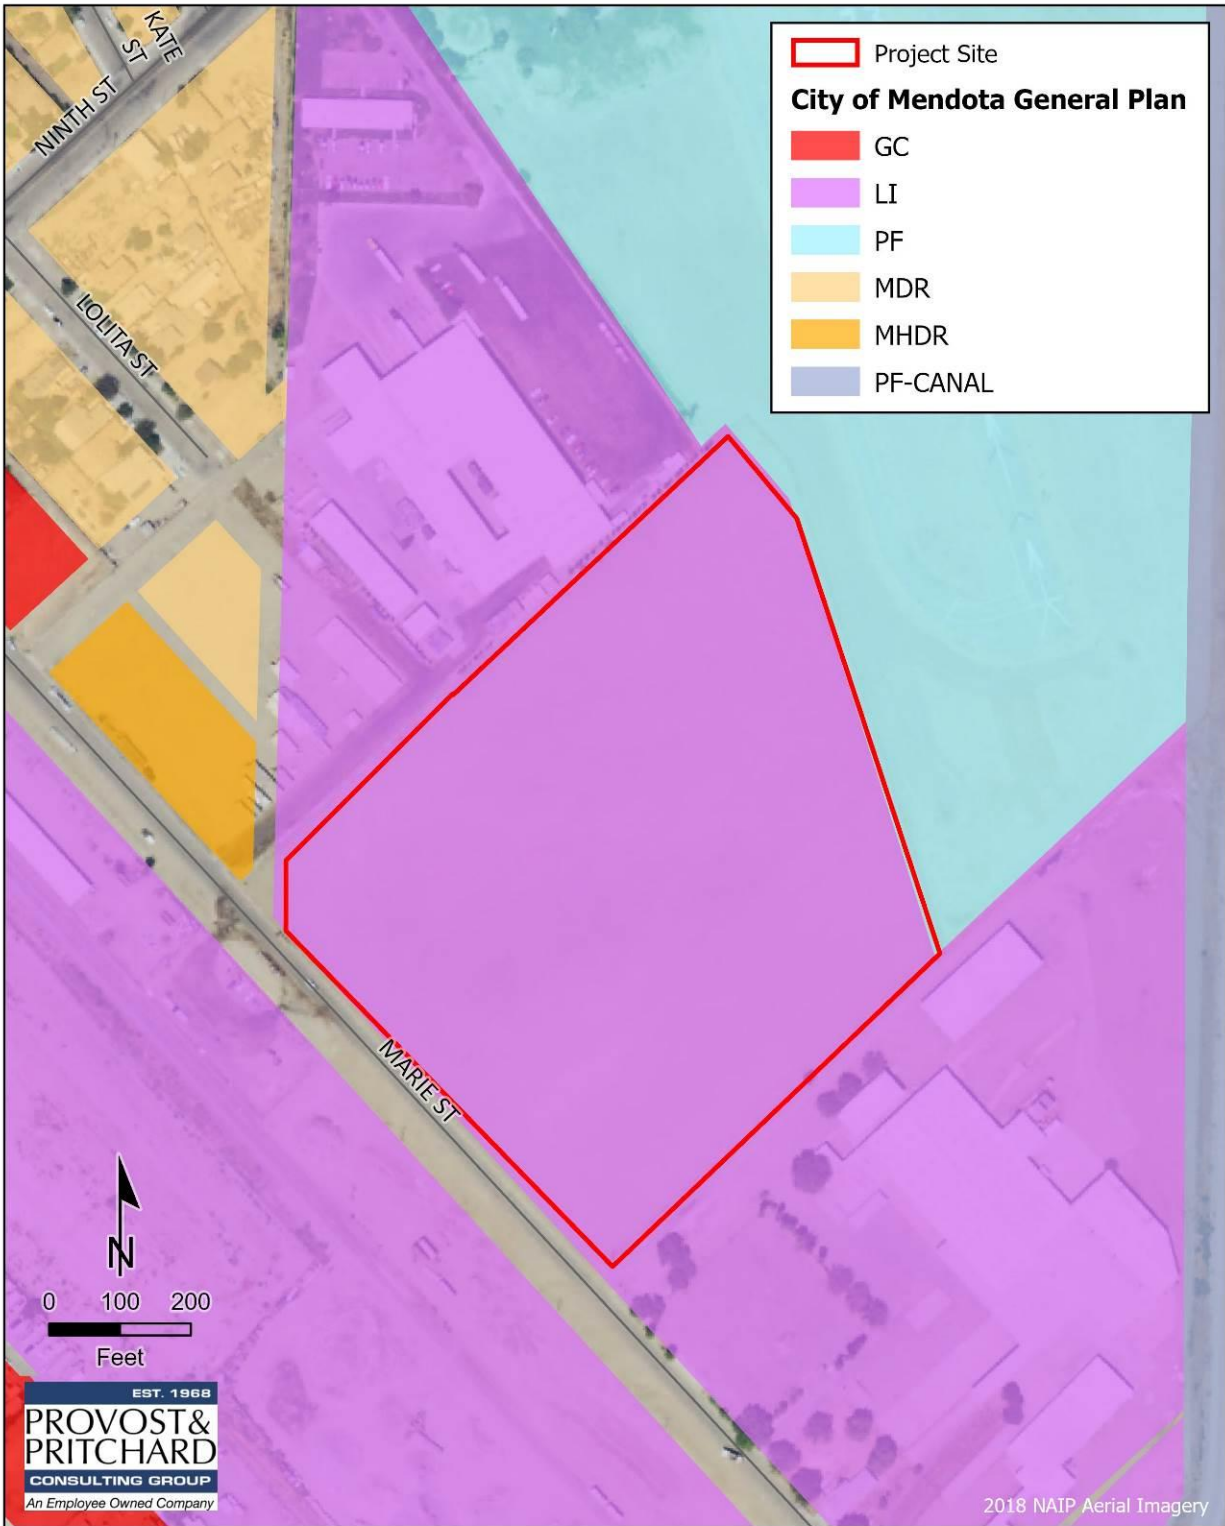 KATE
ST
NINTH ST
LOLITA ST
Project Site
City of Mendota General Plan
GC
LI
PF
MDR
MHDR
PF-CANAL
MARIE ST
N
0 100 200
Feet
EST. 1968
PROVOST&
PRITCHARD
CONSULTING GROUP
An Employee Owned Company
2018 NAIP Aerial Imagery